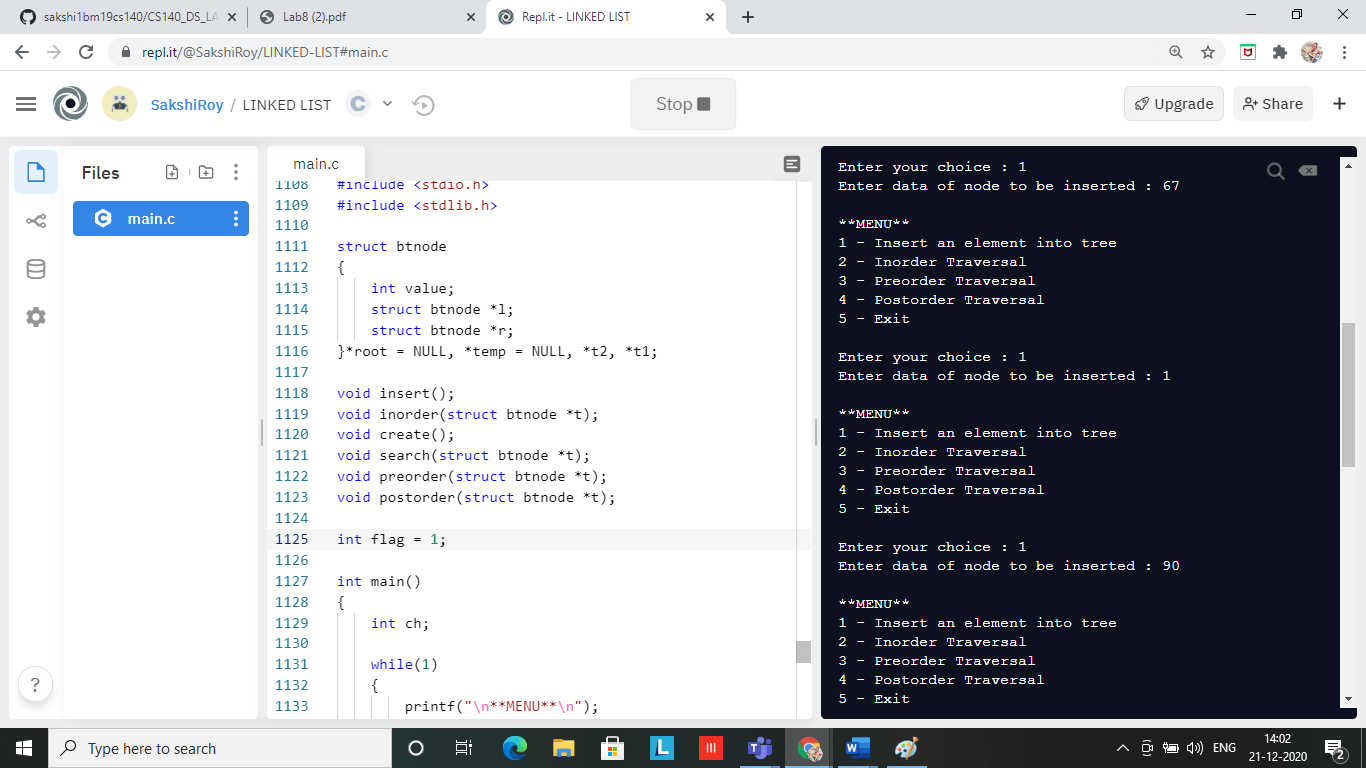 sakshi1bm19cs140/CS140_DS_LA
Lab8 (2).pdf
Repl.it - LINKED LIST
repl.it/@SakshiRoy/LINKED-LIST#main.c
SakshiRoy / LINKED LIST
C
Stop
Upgrade
Share
Files
main.c
main.c
1108 #include <stdio.h>
1109 #include <stdlib.h>
1110
1111 struct btnode
1112 {
1113 int value;
1114 struct btnode *l;
1115 struct btnode *r;
1116 }*root = NULL, *temp = NULL, *t2, *t1;
1117
1118 void insert();
1119 void inorder(struct btnode *t);
1120 void create();
1121 void search(struct btnode *t);
1122 void preorder(struct btnode *t);
1123 void postorder(struct btnode *t);
1124
1125 int flag = 1;
1126
1127 int main()
1128 {
1129 int ch;
1130
1131 while(1)
1132 {
1133 printf("\n**MENU**\n");
Enter your choice : 1
Enter data of node to be inserted : 67
**MENU**
1 - Insert an element into tree
2 - Inorder Traversal
3 - Preorder Traversal
4 - Postorder Traversal
5 - Exit
Enter your choice : 1
Enter data of node to be inserted : 1
**MENU**
1 - Insert an element into tree
2 - Inorder Traversal
3 - Preorder Traversal
4 - Postorder Traversal
5 - Exit
Enter your choice : 1
Enter data of node to be inserted : 90
**MENU**
1 - Insert an element into tree
2 - Inorder Traversal
3 - Preorder Traversal
4 - Postorder Traversal
5 - Exit
?
Type here to search
L
ENG
14:02
21-12-2020
2